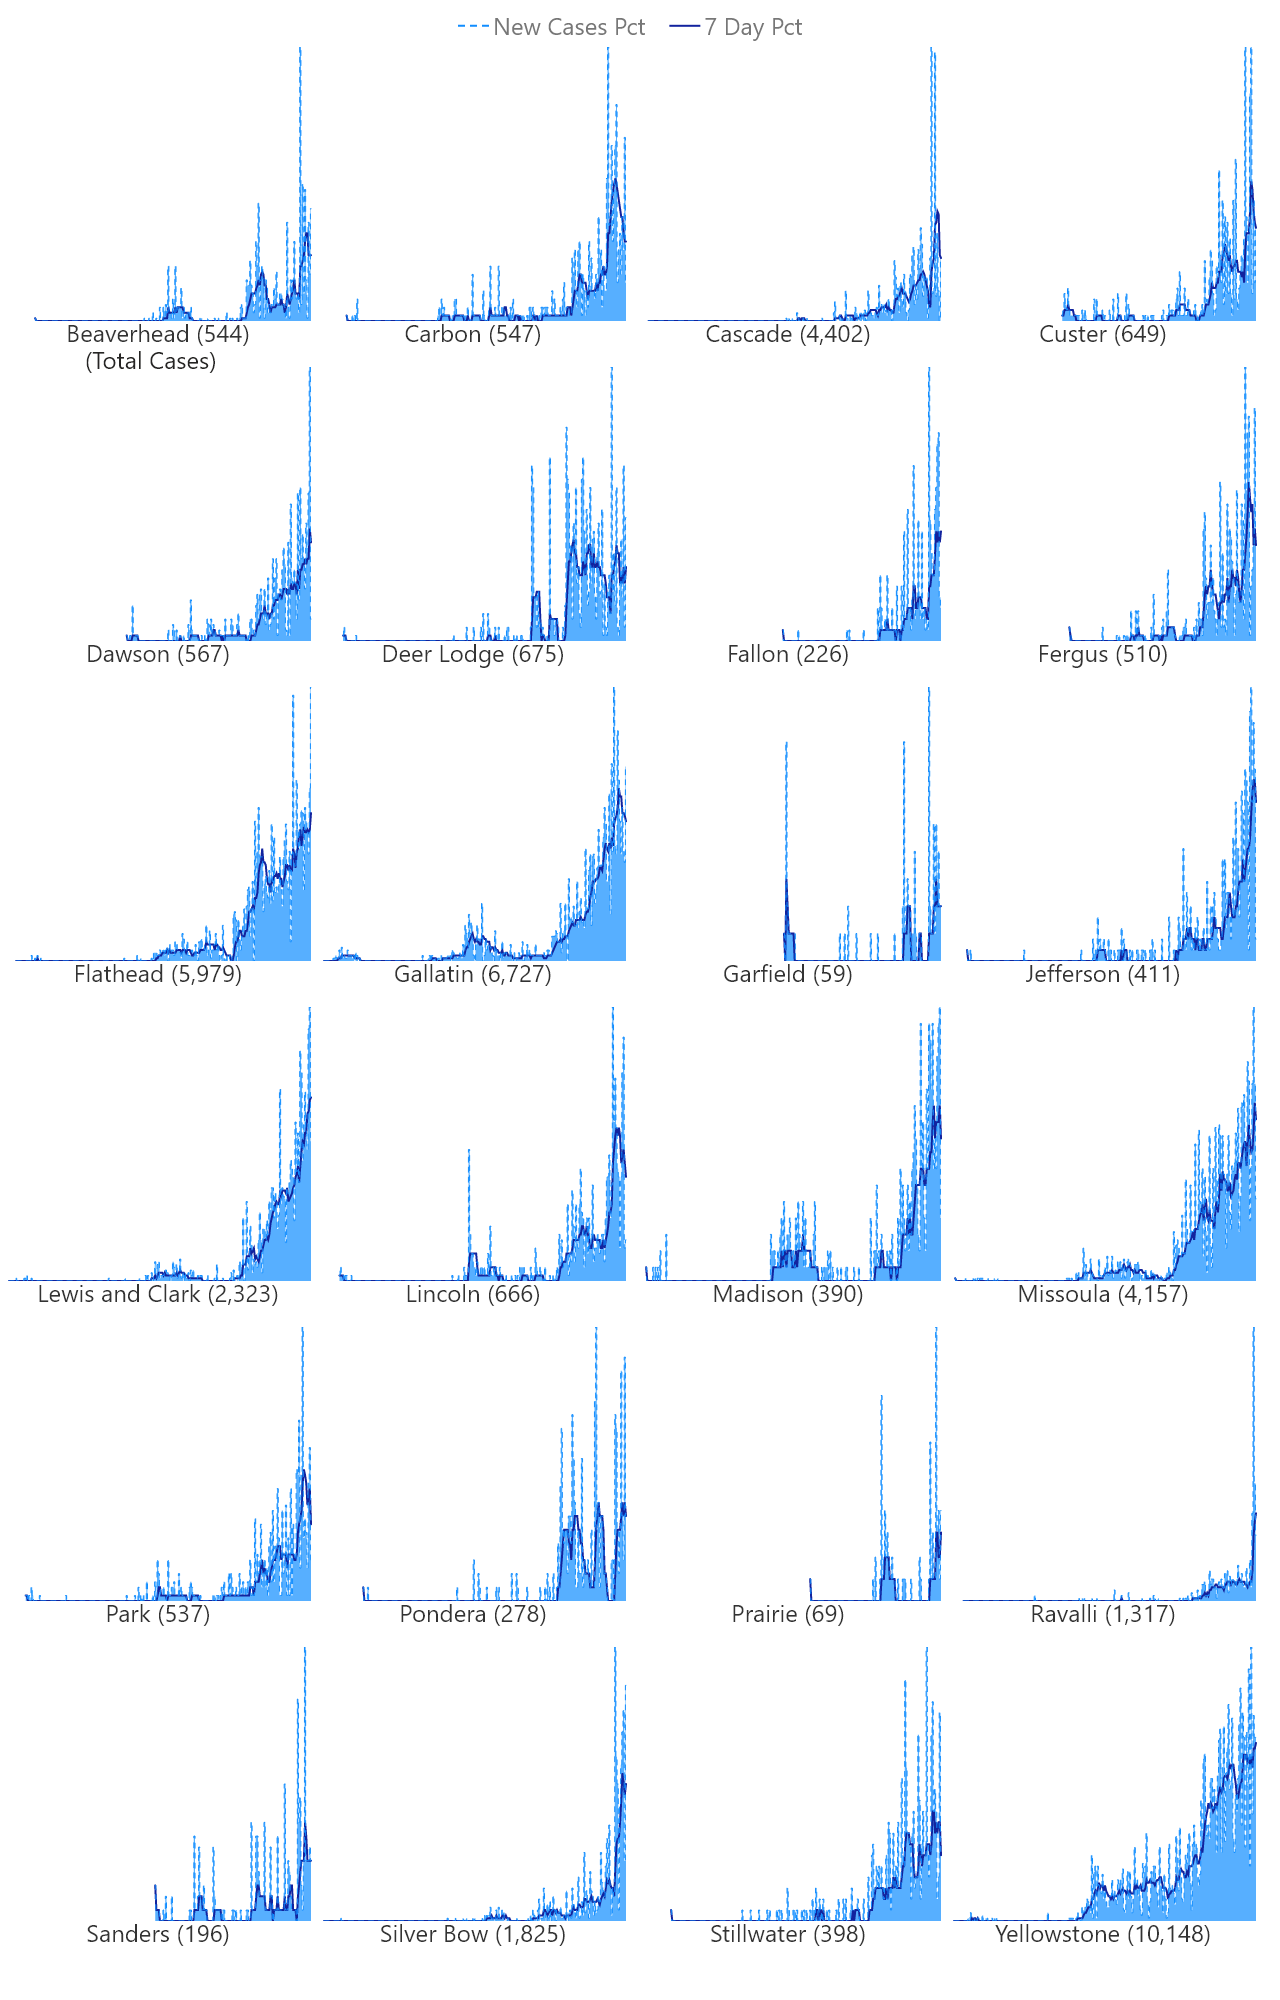 New Cases Pct 7 Day Pct
Beaverhead (544) Carbon (547) Cascade (4,402) Custer (649)
(Total Cases)
Dawson (567) Deer Lodge (675) Fallon (226) Fergus (510)
Flathead (5,979) Gallatin (6,727) Garfield (59) Jefferson (411)
Lewis and Clark (2,323) Lincoln (666) Madison (390) Missoula (4,157)
Park (537) Pondera (278) Prairie (69) Ravalli (1,317)
Sanders (196) Silver Bow (1,825) Stillwater (398) Yellowstone (10,148)